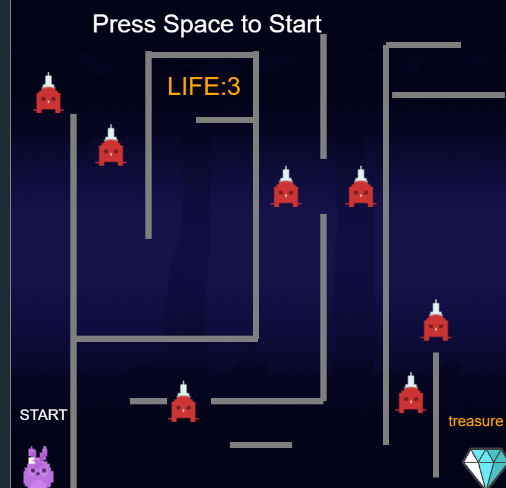 Press Space to Start
LIFE:3
START
treasure